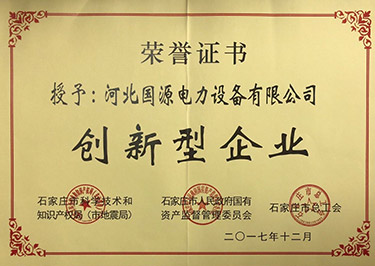 荣誉证书
授予：河北国源电力设备有限公司
创新型企业
石家庄市科学技术和 石家庄市人民政府国有 石家庄市总工会
知识产权局（市地震局） 资产监督管理委员会
二〇一七年十二月